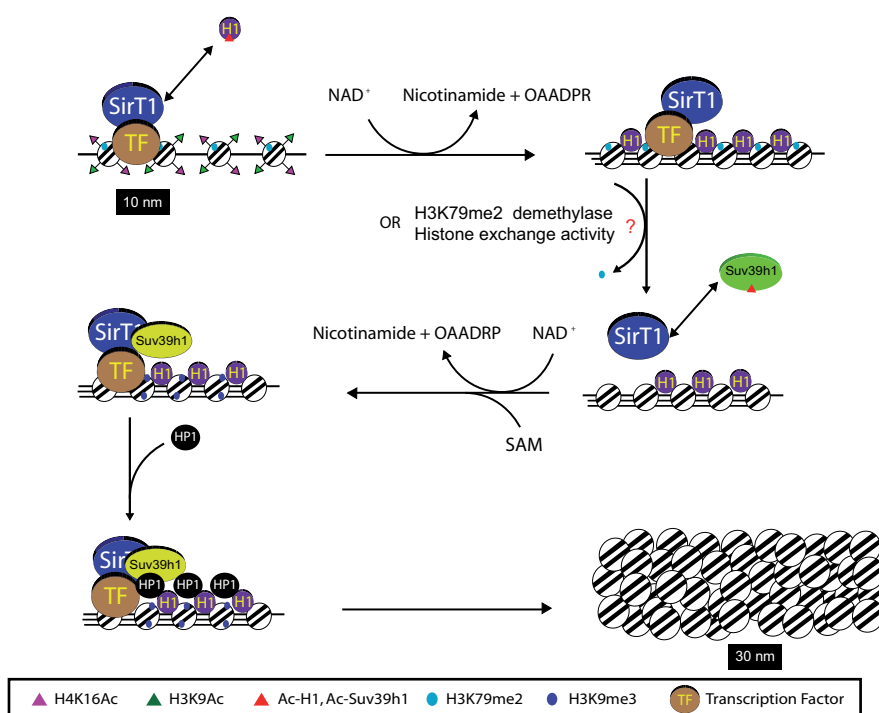 H1
SirT1
TF
10 nm
NAD+
Nicotinamide + OAADPR
SirT1
TF
H1 H1 H1 H1
OR H3K79me2 demethylase
Histone exchange activity ?
Suv39h1
SirT1
H1 H1 H1
Nicotinamide + OAADRP NAD+
SAM
SirT1
Suv39h1
TF
H1 H1 H1
HP1
SirT
Suv39h1
TF
HP1 HP1 HP1
H1 H1 H1
30 nm
H4K16Ac H3K9Ac Ac-H1, Ac-Suv39h1 H3K79me2 H3K9me3 TF Transcription Factor